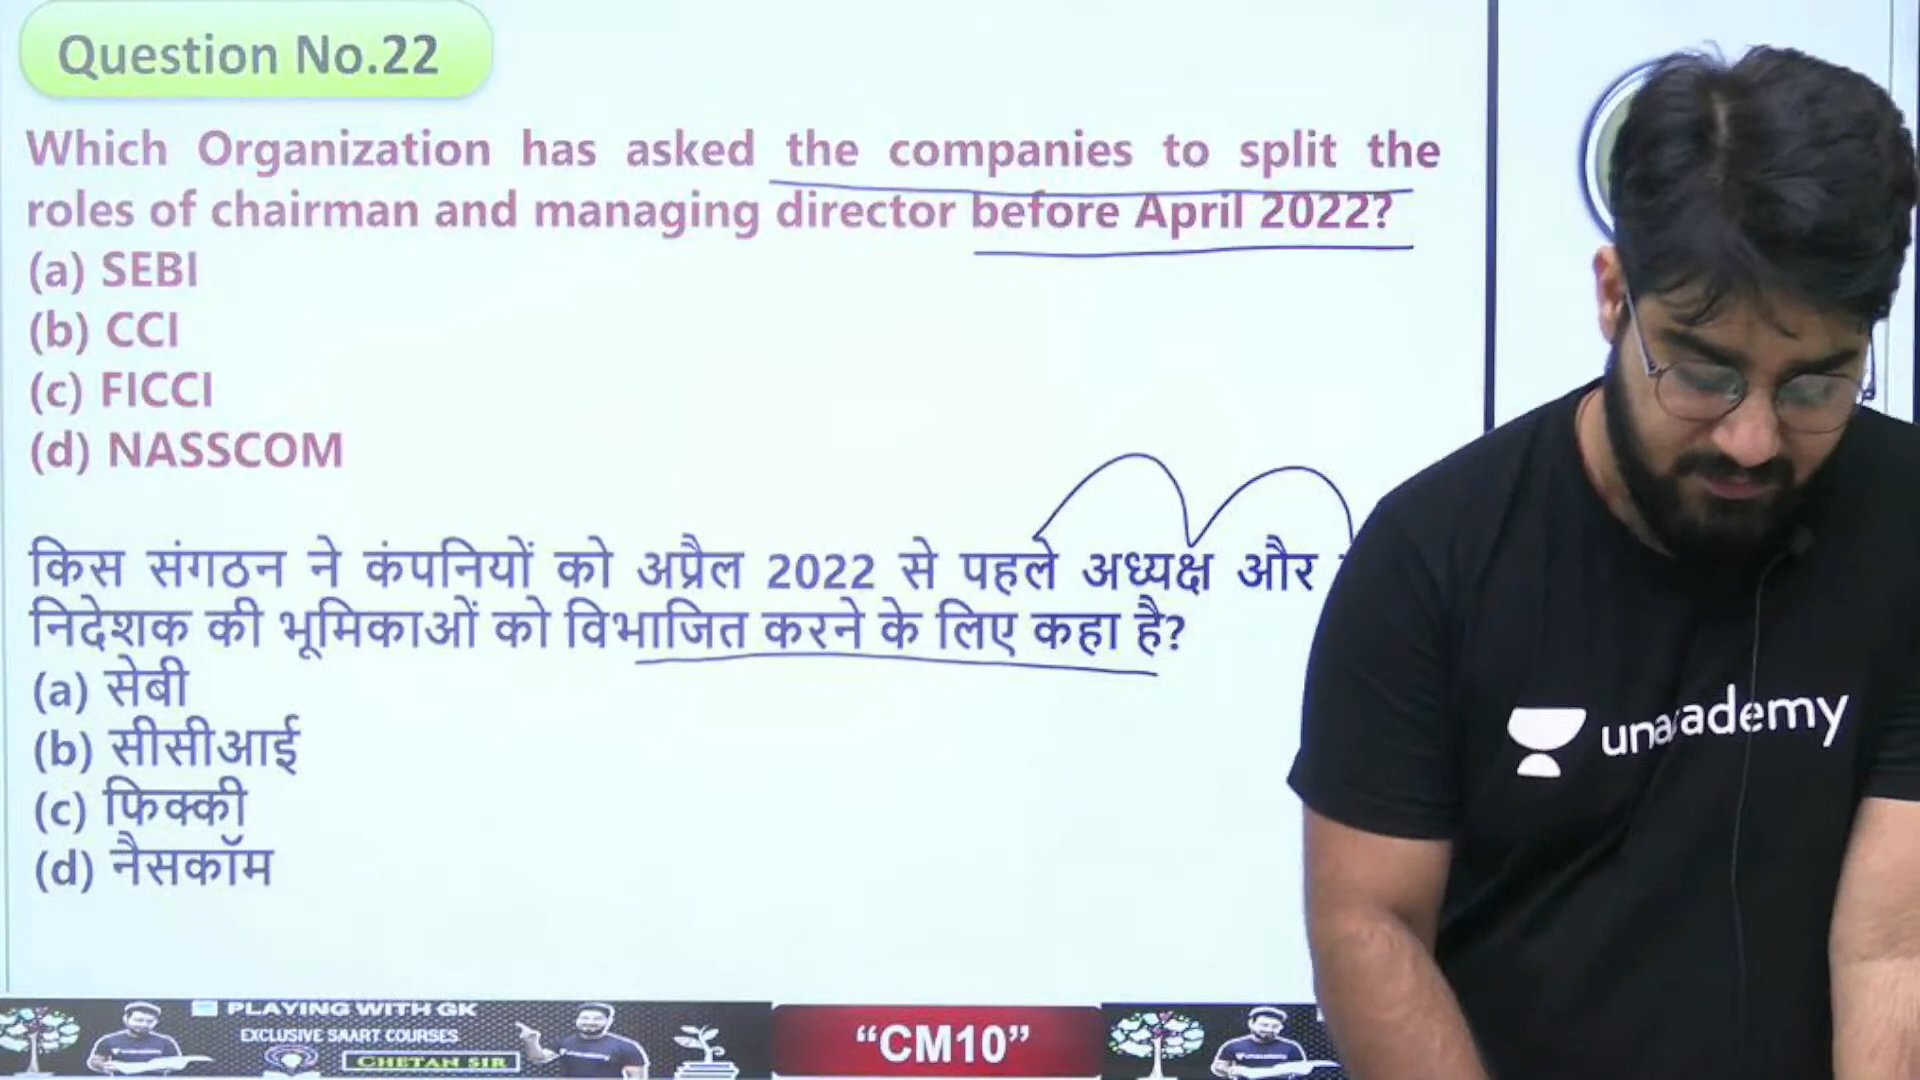 Question No.22
Which Organization has asked the companies to split the
roles of chairman and managing director before April 2022?
(a) SEBI
(b) CCI
(c) FICCI
(d) NASSCOM
किस संगठन ने कंपनियों को अप्रैल 2022 से पहले अध्यक्ष और
निदेशक की भूमिकाओं को विभाजित करने के लिए कहा है?
(a) सेबी
(b) सीसीआई
(c) फिक्की
(d) नैसकॉम
unacademy
PLAYING WITH GK
EXCLUSIVE SAART COURSES
CHETAN SIR
“CM10”